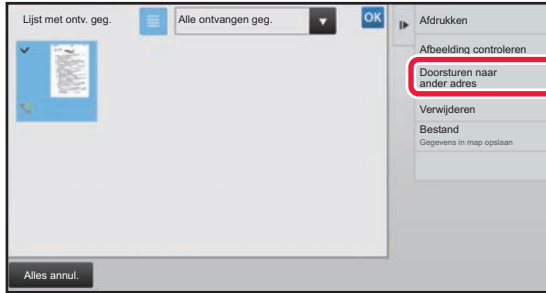 Lijst met ontv. geg.
Alle ontvangen geg.
OK
Afdrukken
Afbeelding controleren
Doorsturen naar
ander adres
Verwijderen
Bestand
Gegevens in map opslaan
Alles annul.